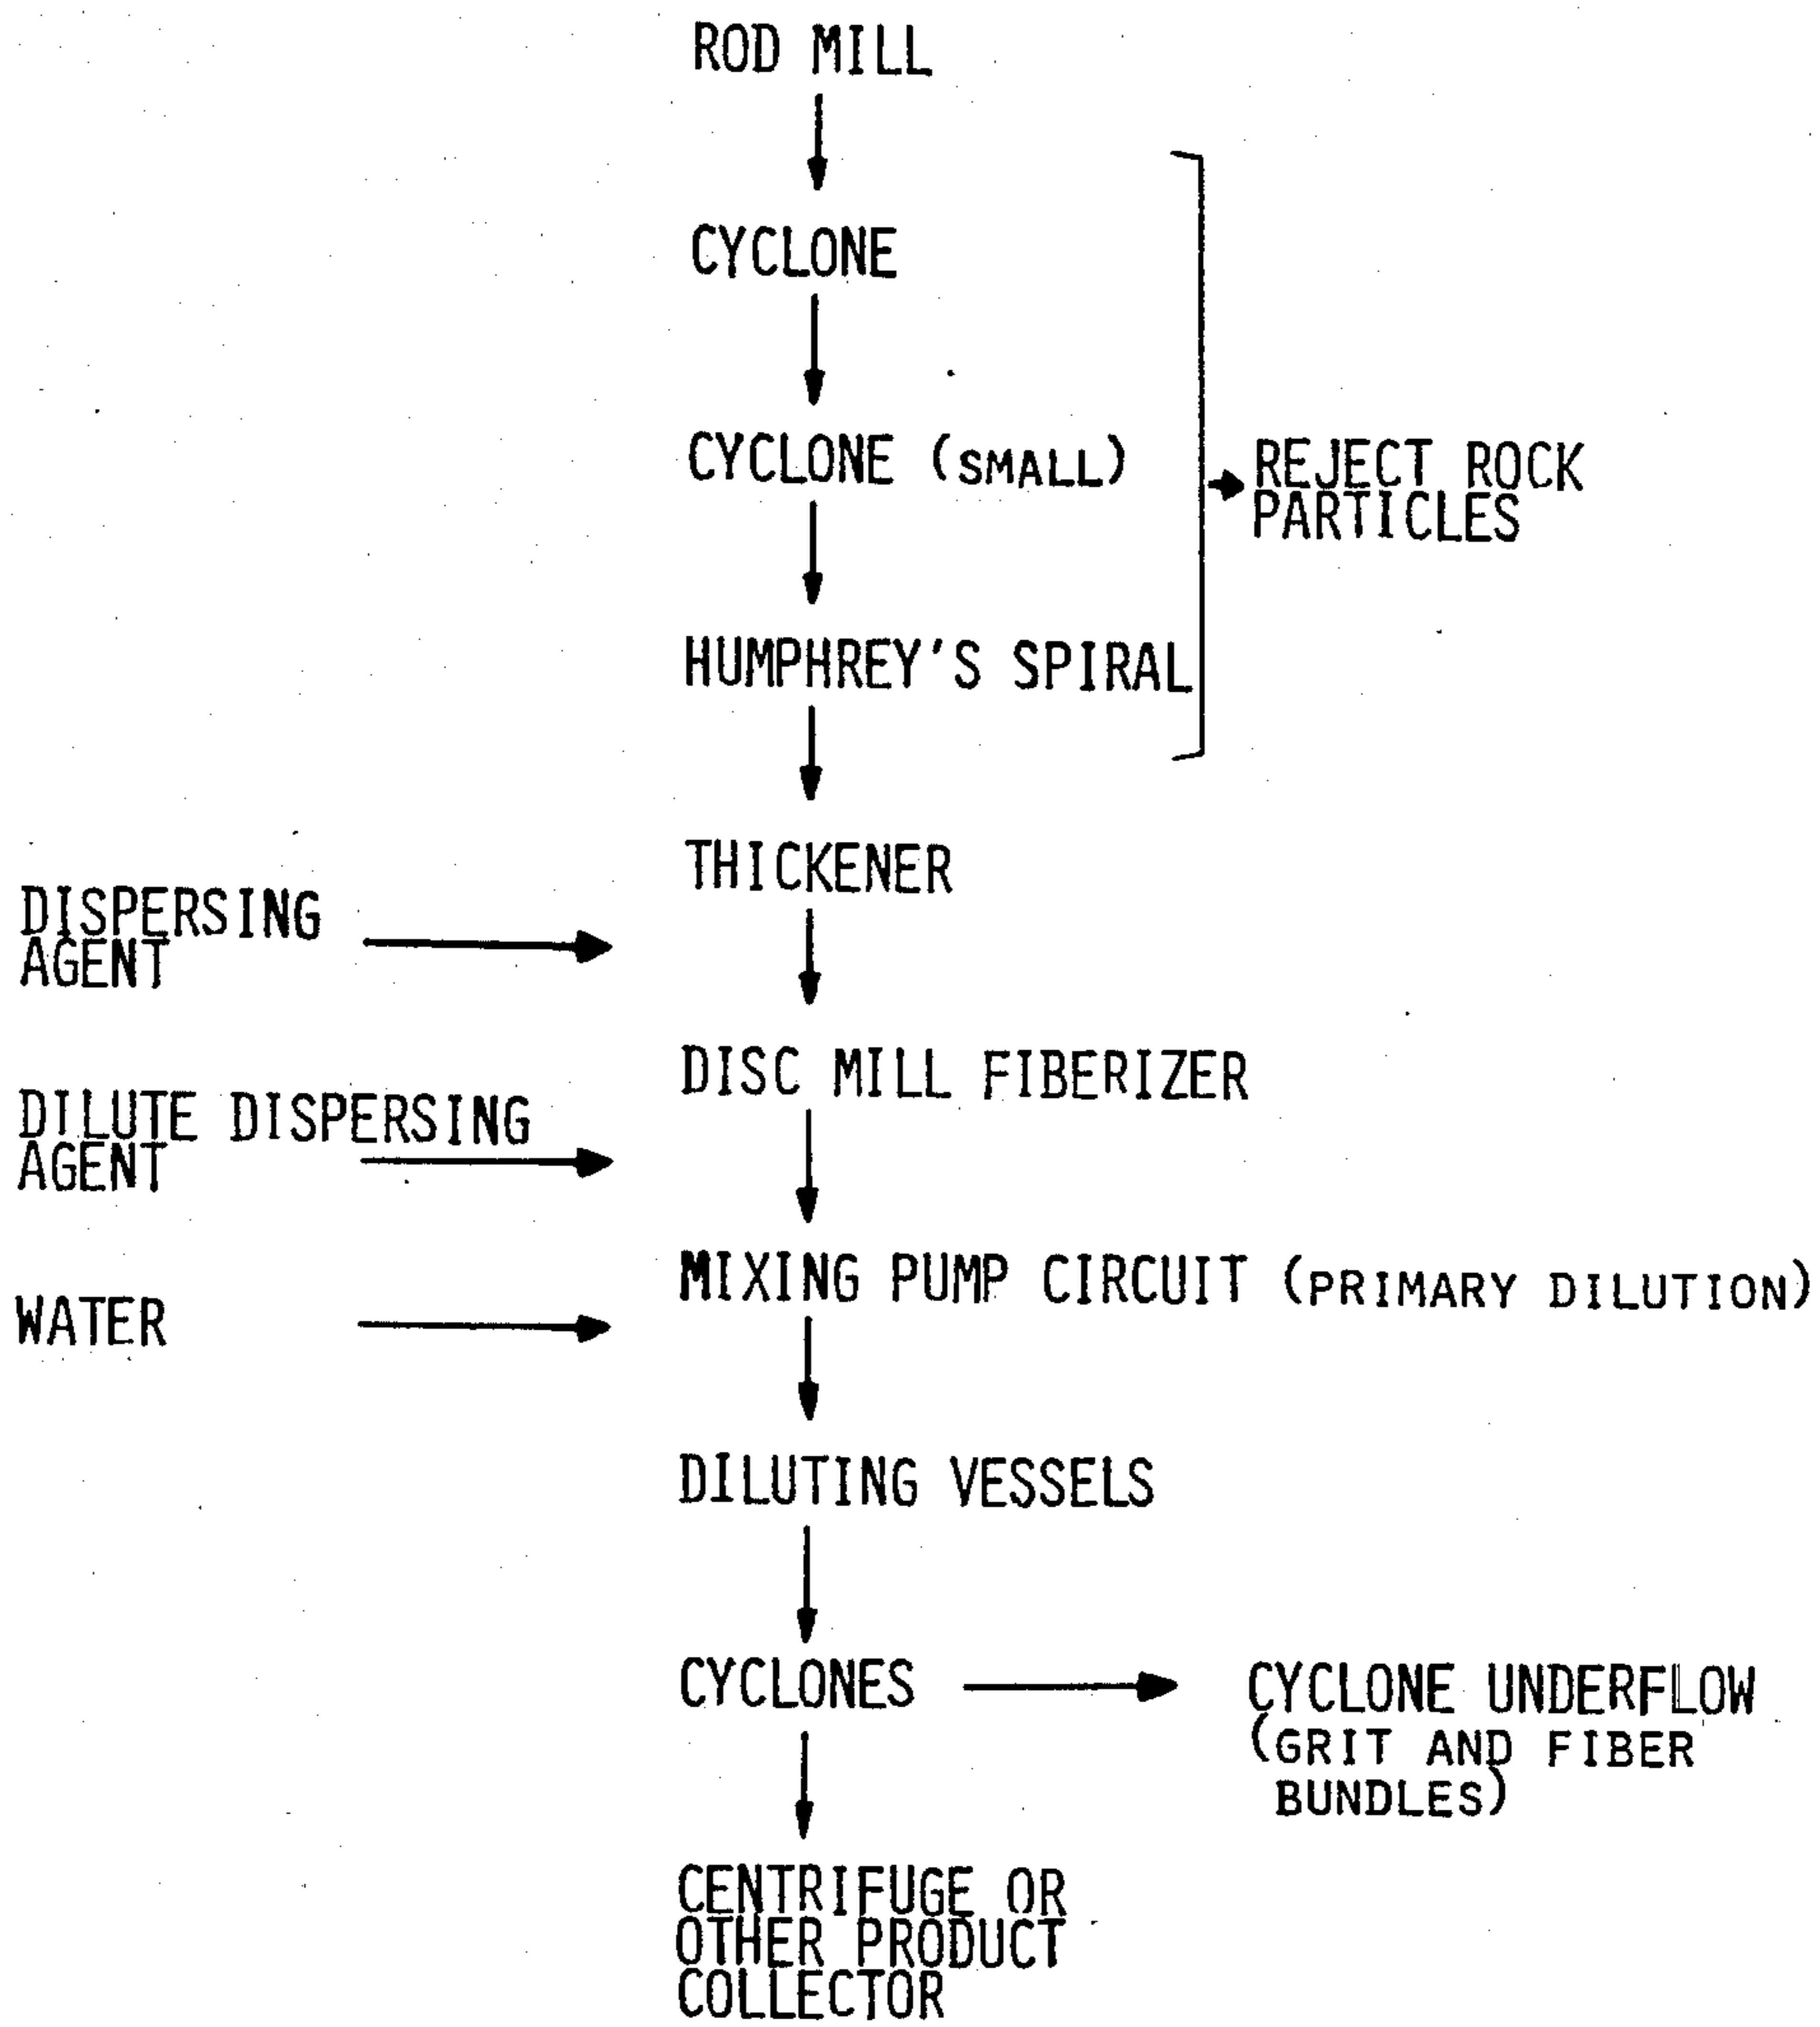 ROD MILL
CYCLONE
CYCLONE (SMALL)
REJECT ROCK
PARTICLES
HUMPHREY'S SPIRAL
THICKENER
DISPERSING
AGENT
DISC MILL FIBERIZER
DILUTE DISPERSING
AGENT
MIXING PUMP CIRCUIT (PRIMARY DILUTION)
WATER
DILUTING VESSELS
CYCLONES
CYCLONE UNDERFLOW
(GRIT AND FIBER
BUNDLES)
CENTRIFUGE OR
OTHER PRODUCT
COLLECTOR